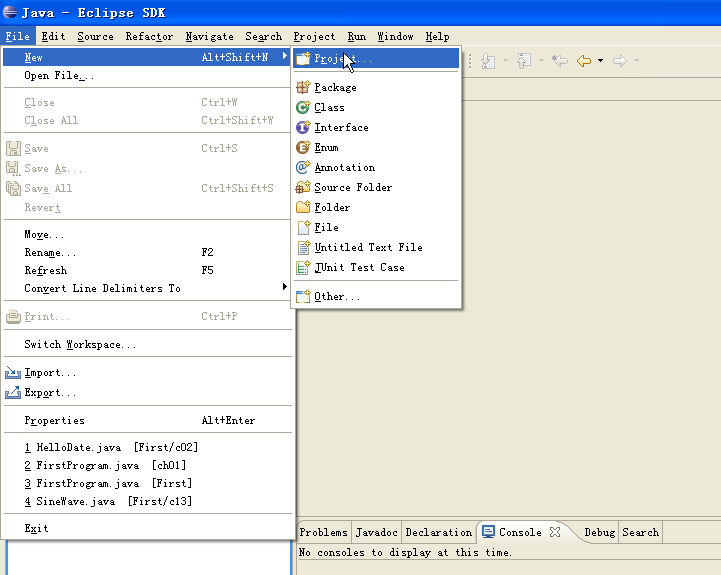 Java - Eclipse SDK
File Edit Source Refactor Navigate Search Project Run Window Help
New Alt+Shift+N
Open File...
Close Ctrl+W
Close All Ctrl+Shift+W
Save Ctrl+S
Save As...
Save All Ctrl+Shift+S
Revert
Move...
Rename... F2
Refresh F5
Convert Line Delimiters To
Print... Ctrl+P
Switch Workspace...
Import...
Export...
Properties Alt+Enter
1 HelloDate.java [First/c02]
2 FirstProgram.java [ch01]
3 FirstProgram.java [First]
4 SineWave.java [First/c13]
Exit
Project...
Package
Class
Interface
Enum
Annotation
Source Folder
Folder
File
Untitled Text File
JUnit Test Case
Other...
Problems Javadoc Declaration Console Debug Search
No consoles to display at this time.